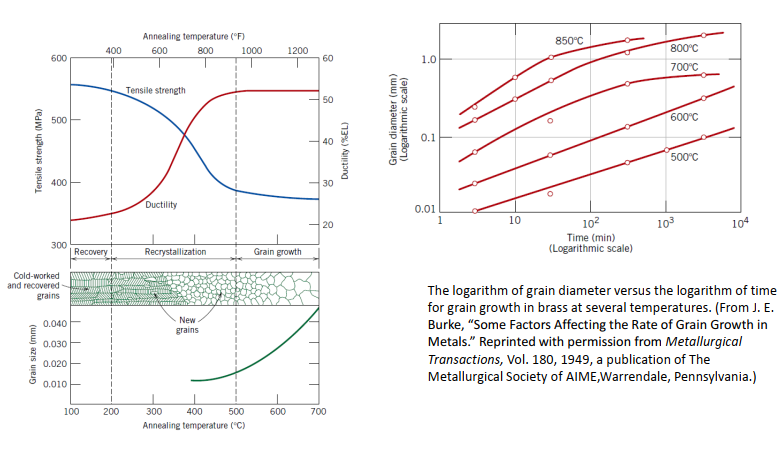 Annealing temperature (°F)
400 600 800 1000 1200
600 60
Tensile strength
500 50
Tensile strength (MPa)
40
Ductility (%EL)
400 30
Ductility
20
300
Recovery Recrystallization Grain growth
Cold-worked
and recovered
grains
New
grains
0.040
0.030
0.020
0.010
Grain size (mm)
100 200 300 400 500 600 700
Annealing temperature (°C)
850°C
800°C
700°C
600°C
500°C
1.0
0.1
0.01
Grain diameter (mm)
(Logarithmic scale)
1 10 10² 10³ 10⁴
Time (min)
(Logarithmic scale)
The logarithm of grain diameter versus the logarithm of time
for grain growth in brass at several temperatures. (From J. E.
Burke, “Some Factors Affecting the Rate of Grain Growth in
Metals.” Reprinted with permission from Metallurgical
Transactions, Vol. 180, 1949, a publication of The
Metallurgical Society of AIME,Warrendale, Pennsylvania.)